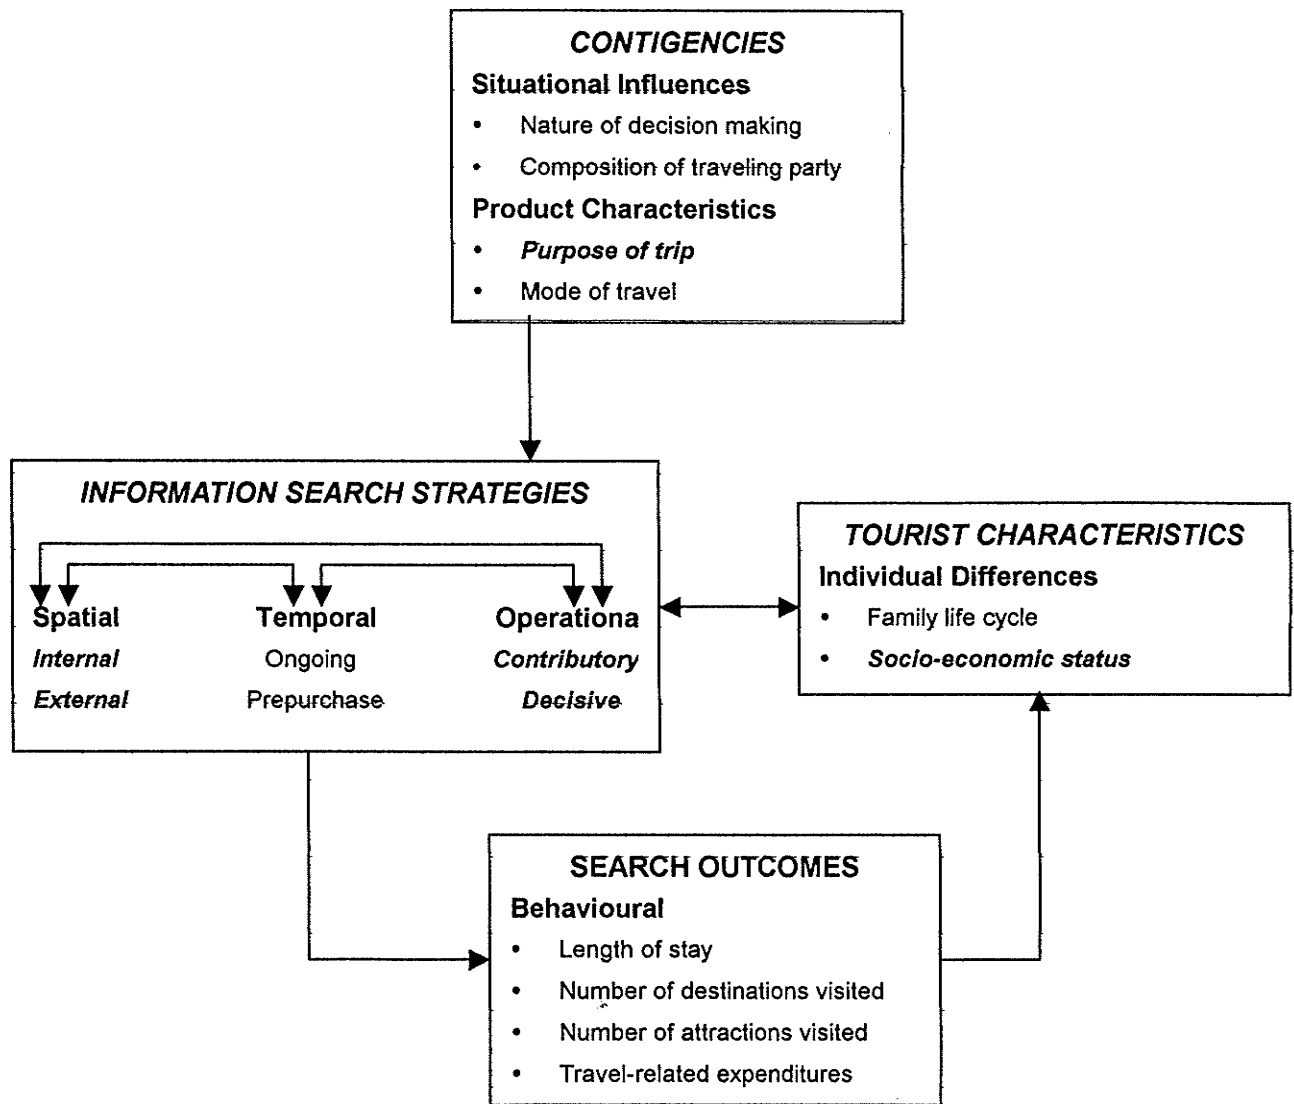 CONTIGENCIES
Situational Influences
• Nature of decision making
• Composition of traveling party
Product Characteristics
• Purpose of trip
• Mode of travel
INFORMATION SEARCH STRATEGIES
Spatial Temporal Operationa
Internal Ongoing Contributory
External Prepurchase Decisive
TOURIST CHARACTERISTICS
Individual Differences
• Family life cycle
• Socio-economic status
SEARCH OUTCOMES
Behavioural
• Length of stay
• Number of destinations visited
• Number of attractions visited
• Travel-related expenditures